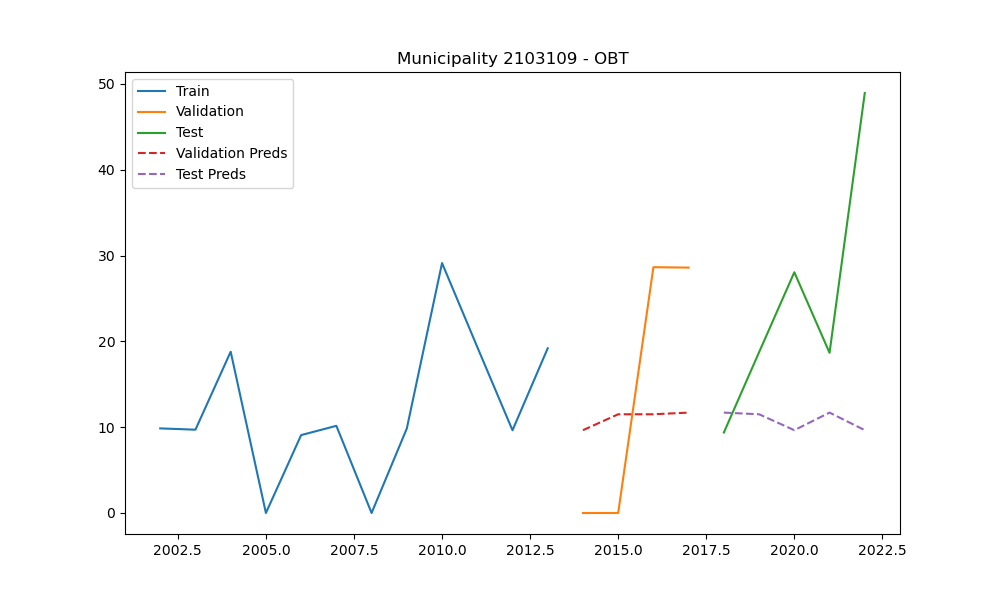 Municipality 2103109 - OBT
50
40
30
20
10
0
Train
Validation
Test
Validation Preds
Test Preds
2002.5 2005.0 2007.5 2010.0 2012.5 2015.0 2017.5 2020.0 2022.5